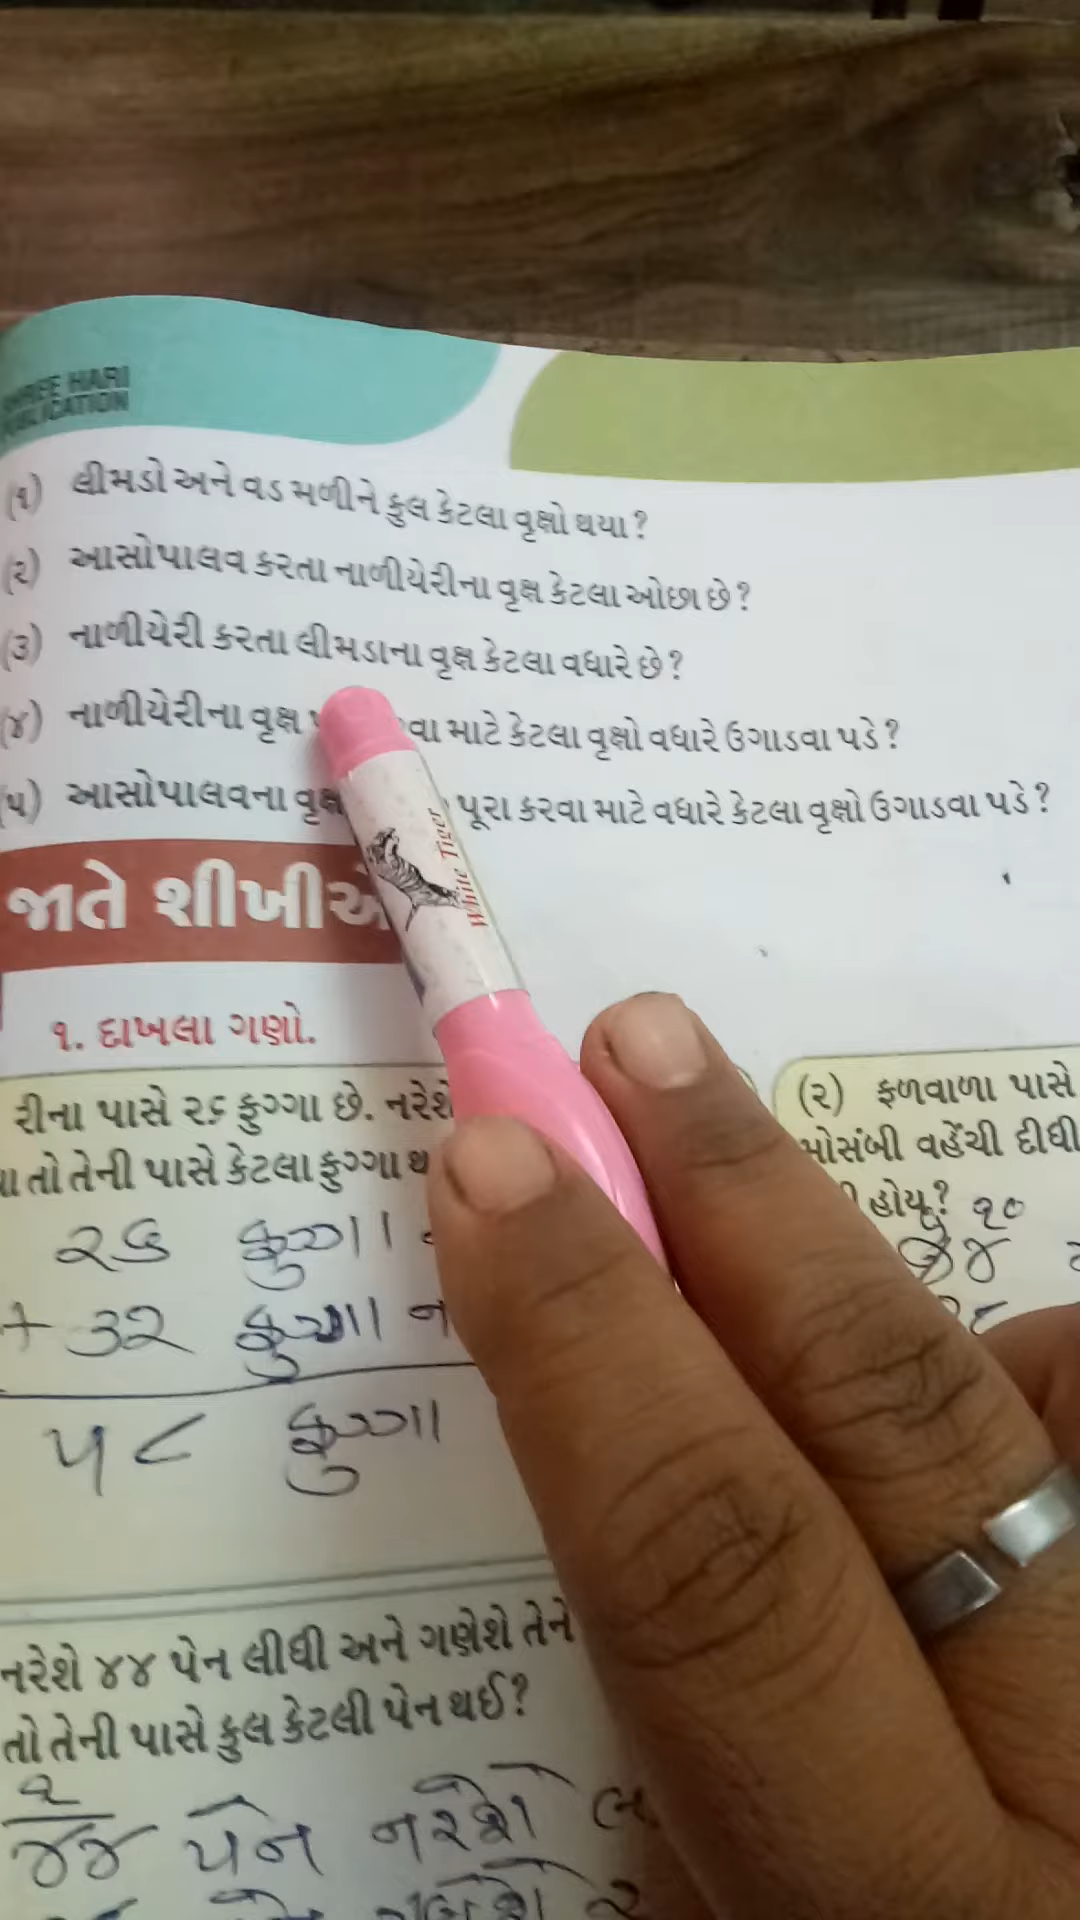 SHREE HARI
PUBLICATION
(૧) લીમડો અને વડ મળીને કુલ કેટલા વૃક્ષો થયા?
(૨) આસોપાલવ કરતા નાળીયેરીના વૃક્ષ કેટલા ઓછા છે?
(૩) નાળીયેરી કરતા લીમડાના વૃક્ષ કેટલા વધારે છે?
(૪) નાળીયેરીના વૃક્ષ વા માટે કેટલા વૃક્ષો વધારે ઉગાડવા પડે?
(૫) આસોપાલવના વૃક્ષ પૂરા કરવા માટે વધારે કેટલા વૃક્ષો ઉગાડવા પડે?
White Tiger
જાતે શીખીએ
૧. દાખલા ગણો.
રીના પાસે ૨૬ ફુગ્ગા છે. નરેશે
તો તેની પાસે કેટલા ફુગ્ગા થ
૨૬ ફુગ્ગા
+ ૩૨ ફુગ્ગા ન
૫૮ ફુગ્ગા
(૨) ફળવાળા પાસે
મોસંબી વહેંચી દીધી
હોય? ૧૦
૪
નરેશે ૪૪ પેન લીધી અને ગણેશે તેને
તો તેની પાસે કુલ કેટલી પેન થઈ?
૧
૪૪ પેન નરેશે લ